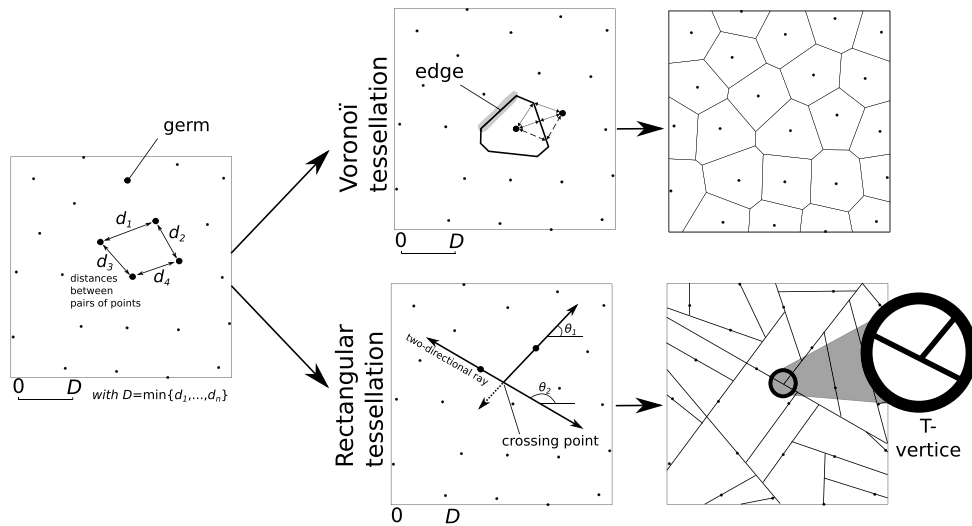 germ
d1
d2
d3
d4
distances
between
pairs of points
0 D
with D=min{d1,...,dn}
Voronoï
tessellation
edge
0 D
Rectangular
tessellation
θ1
two-directional ray
θ2
crossing point
0 D
T-
vertice